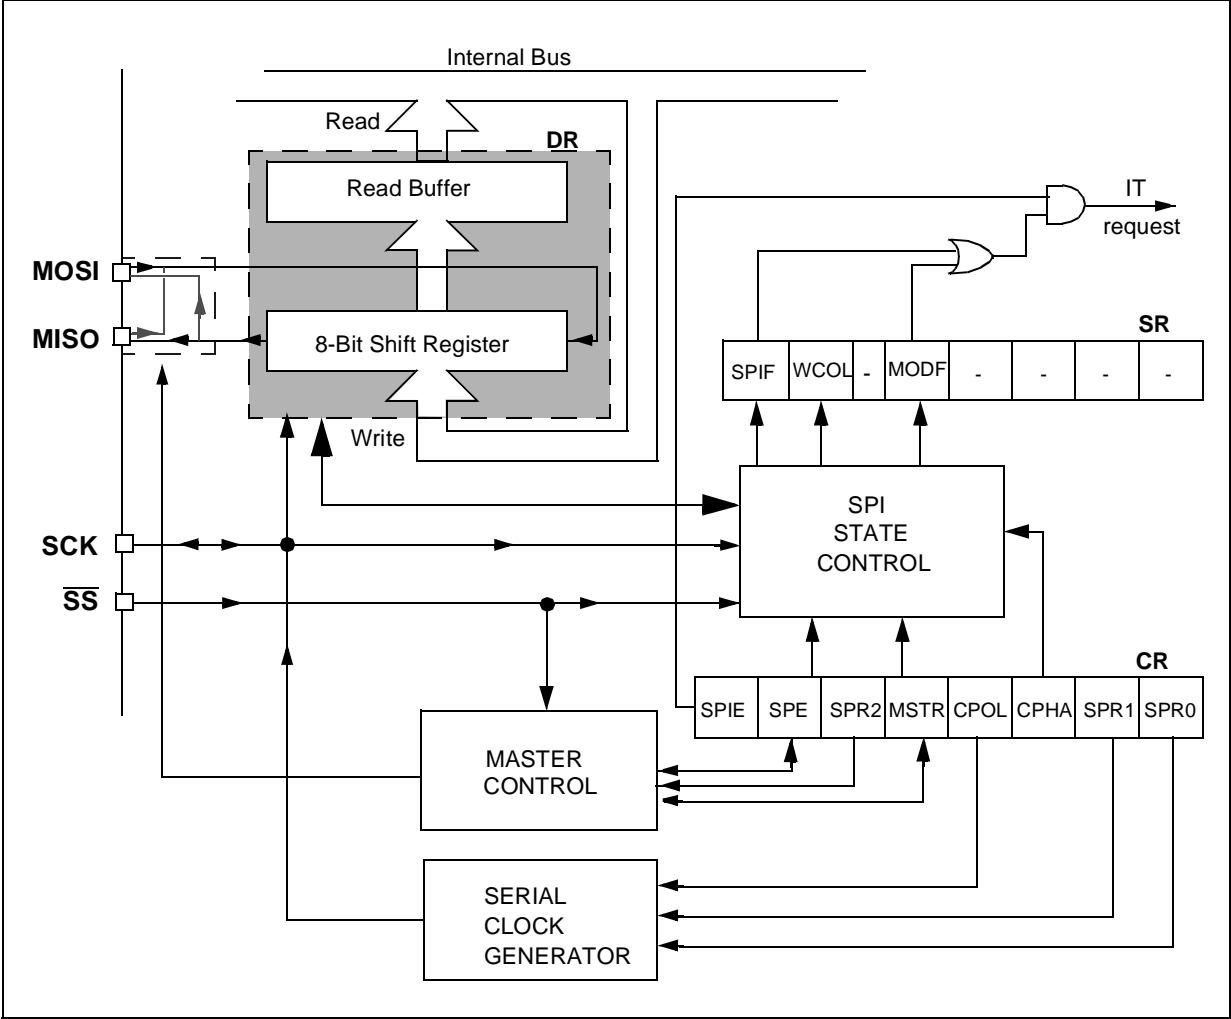 Internal Bus
Read
DR
Read Buffer
IT
request
MOSI
MISO
8-Bit Shift Register
SR
SPIF WCOL - MODF - - - -
Write
SPI
STATE
CONTROL
SCK
SS
CR
SPIE SPE SPR2 MSTR CPOL CPHA SPR1 SPR0
MASTER
CONTROL
SERIAL
CLOCK
GENERATOR